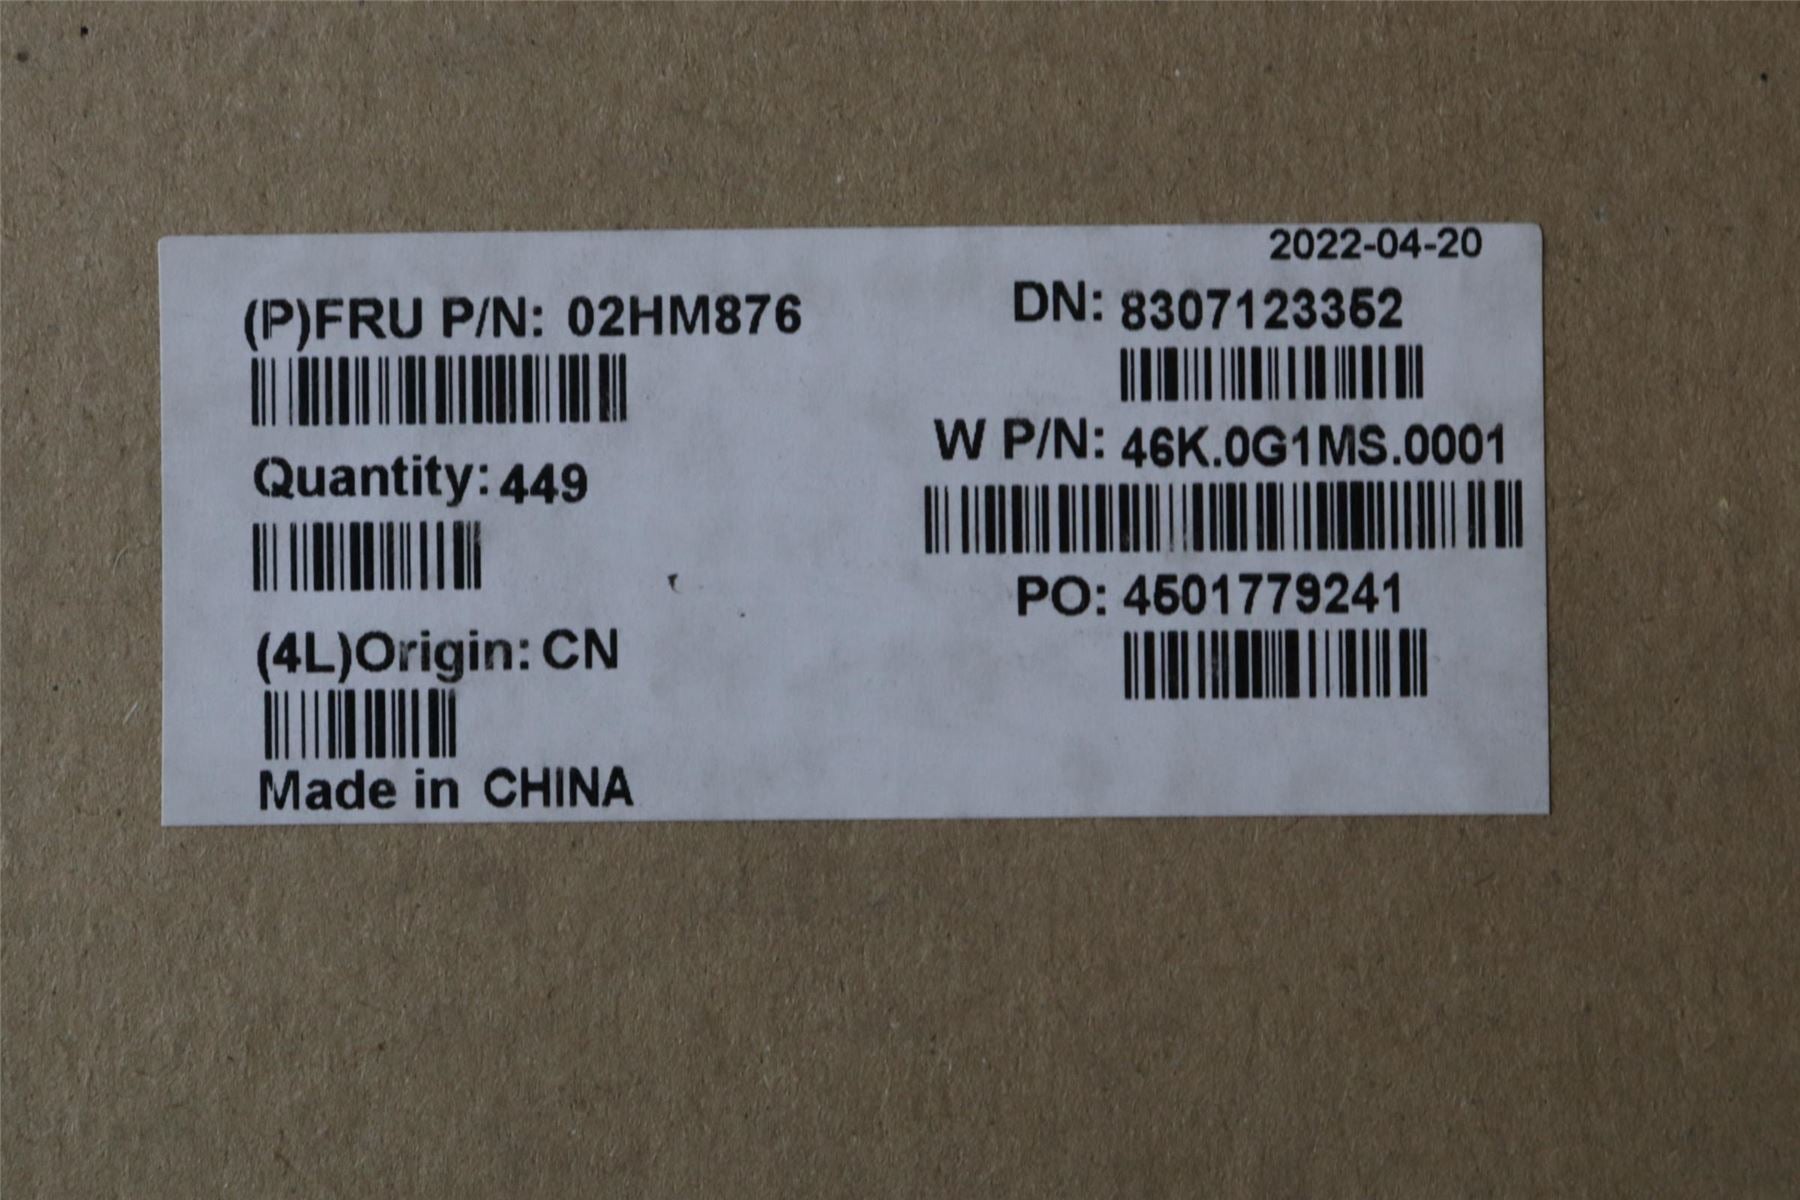 2022-04-20
(P)FRU P/N: 02HM876
DN: 8307123352
W P/N: 46K.0G1MS.0001
Quantity: 449
PO: 4501779241
(4L)Origin: CN
Made in CHINA